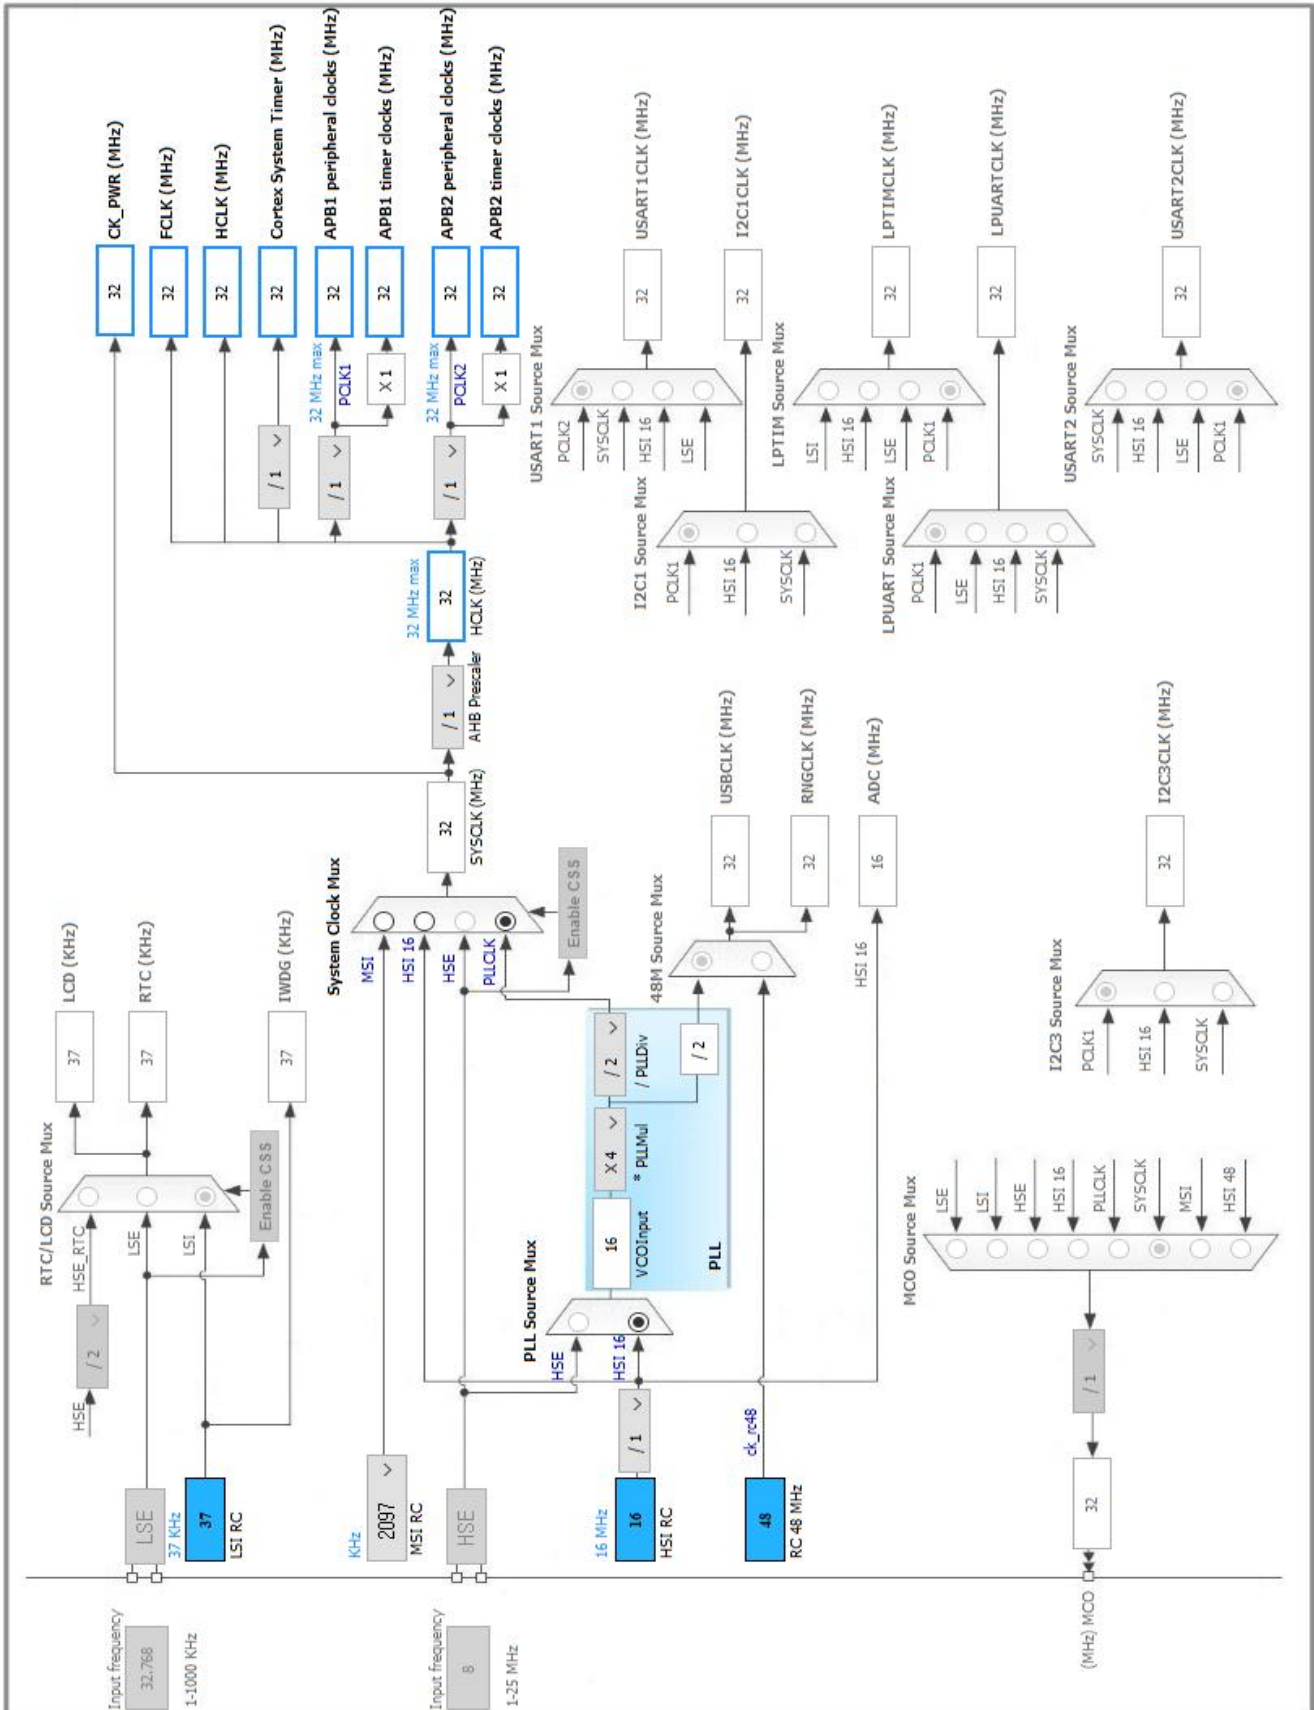 Input frequency
32.768
1-1000 KHz
LSE
37 KHz
37
LSI RC
HSE
/ 2
HSE_RTC
LSE
LSI
RTC/LCD Source Mux
Enable CSS
37
LCD (KHz)
37
RTC (KHz)
37
IWDG (KHz)
Input frequency
8
1-25 MHz
KHz
2097
MSI RC
HSE
16 MHz
16
HSI RC
/ 1
48
RC 48 MHz
ck_rc48
PLL Source Mux
HSE
HSI 16
16
VCOInput
X 4
* PLLMul
/ 2
/ PLLDiv
/ 2
PLL
System Clock Mux
MSI
HSI 16
HSE
PLLCLK
Enable CSS
48M Source Mux
32
USBCLK (MHz)
32
RNGCLK (MHz)
HSI 16
16
ADC (MHz)
32
SYSCLK (MHz)
/ 1
AHB Prescaler
32 MHz max
32
HCLK (MHz)
/ 1
/ 1
/ 1
32 MHz max
PCLK1
X 1
32 MHz max
PCLK2
X 1
32
CK_PWR (MHz)
32
FCLK (MHz)
32
HCLK (MHz)
32
Cortex System Timer (MHz)
32
APB1 peripheral clocks (MHz)
32
APB1 timer clocks (MHz)
32
APB2 peripheral clocks (MHz)
32
APB2 timer clocks (MHz)
USART1 Source Mux
PCLK2
SYSCLK
HSI 16
LSE
32
USART1CLK (MHz)
I2C1 Source Mux
PCLK1
HSI 16
SYSCLK
32
I2C1CLK (MHz)
LPTIM Source Mux
LSI
HSI 16
LSE
PCLK1
32
LPTIMCLK (MHz)
LPUART Source Mux
PCLK1
LSE
HSI 16
SYSCLK
32
LPUARTCLK (MHz)
USART2 Source Mux
SYSCLK
HSI 16
LSE
PCLK1
32
USART2CLK (MHz)
I2C3 Source Mux
PCLK1
HSI 16
SYSCLK
32
I2C3CLK (MHz)
MCO Source Mux
LSE
LSI
HSE
HSI 16
PLLCLK
SYSCLK
MSI
HSI 48
/ 1
32
(MHz) MCO